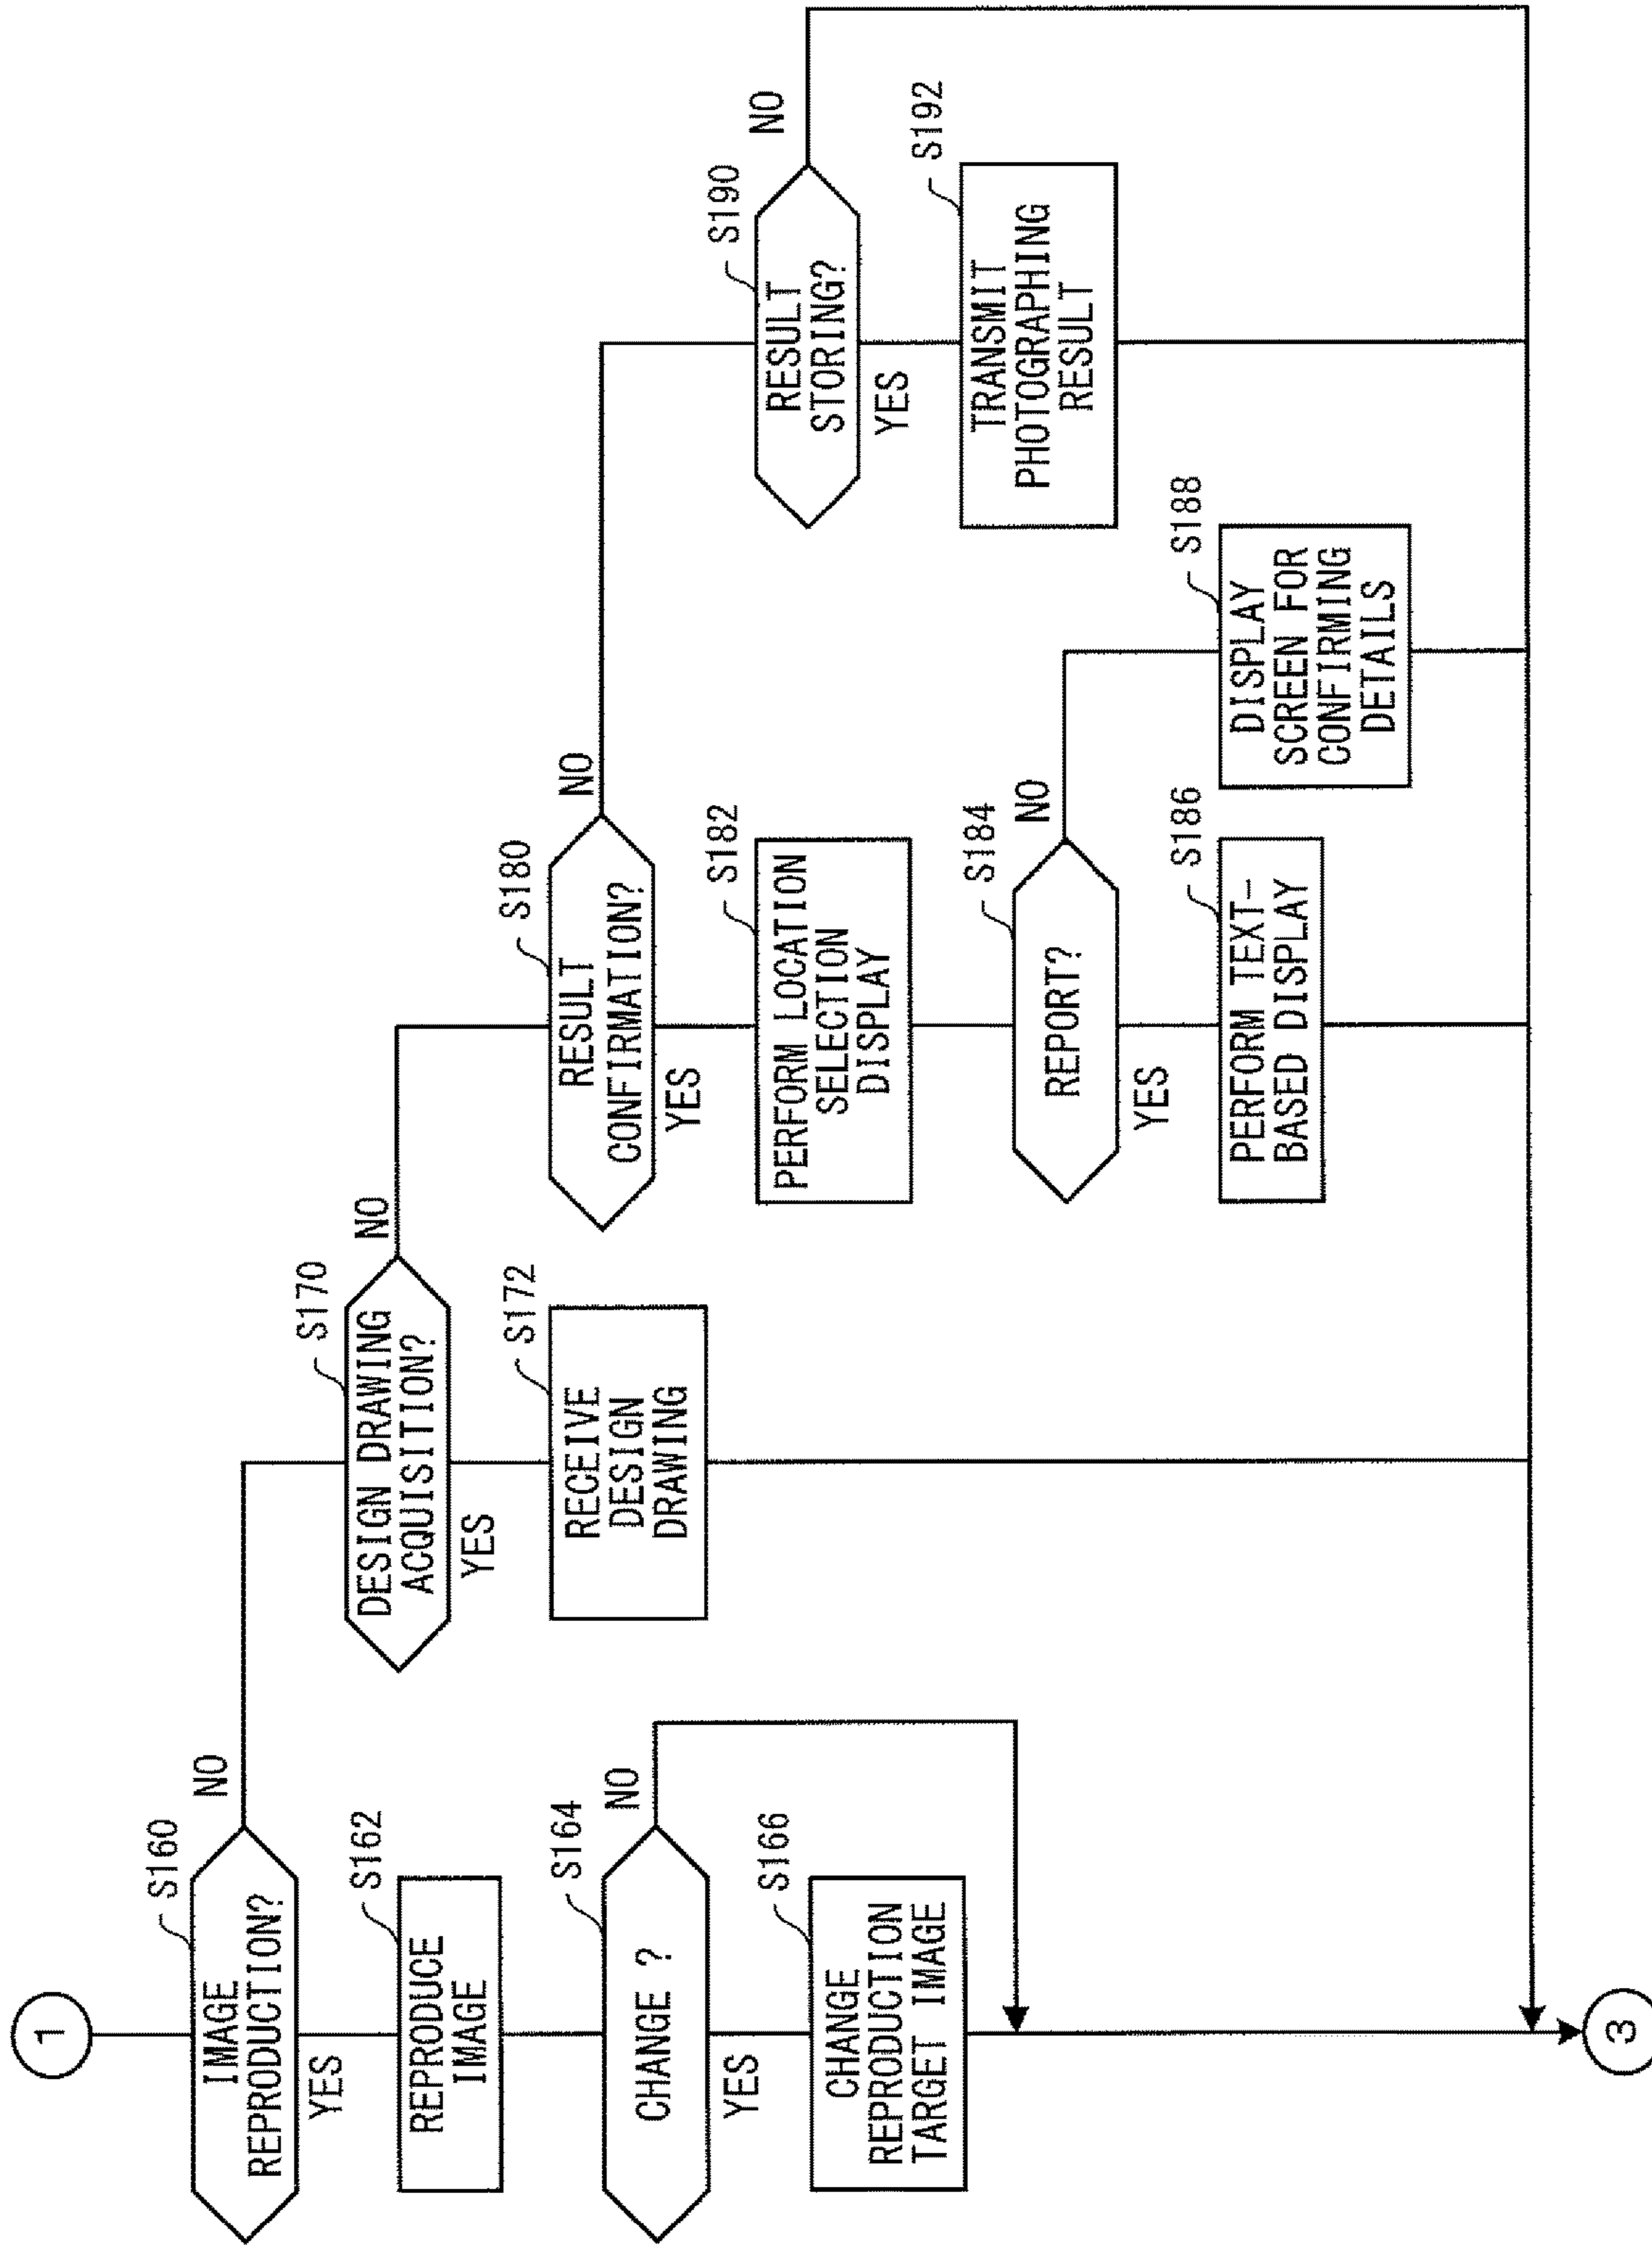 1
S160
IMAGE
REPRODUCTION?
NO
YES
S162
REPRODUCE
IMAGE
S164
CHANGE ?
NO
YES
S166
CHANGE
REPRODUCTION
TARGET IMAGE
S170
DESIGN DRAWING
ACQUISITION?
NO
YES
S172
RECEIVE
DESIGN
DRAWING
S180
RESULT
CONFIRMATION?
NO
YES
S182
PERFORM LOCATION
SELECTION
DISPLAY
S184
REPORT?
NO
YES
S186
PERFORM TEXT-
BASED DISPLAY
S188
DISPLAY
SCREEN FOR
CONFIRMING
DETAILS
S190
RESULT
STORING?
NO
YES
S192
TRANSMIT
PHOTOGRAPHING
RESULT
3